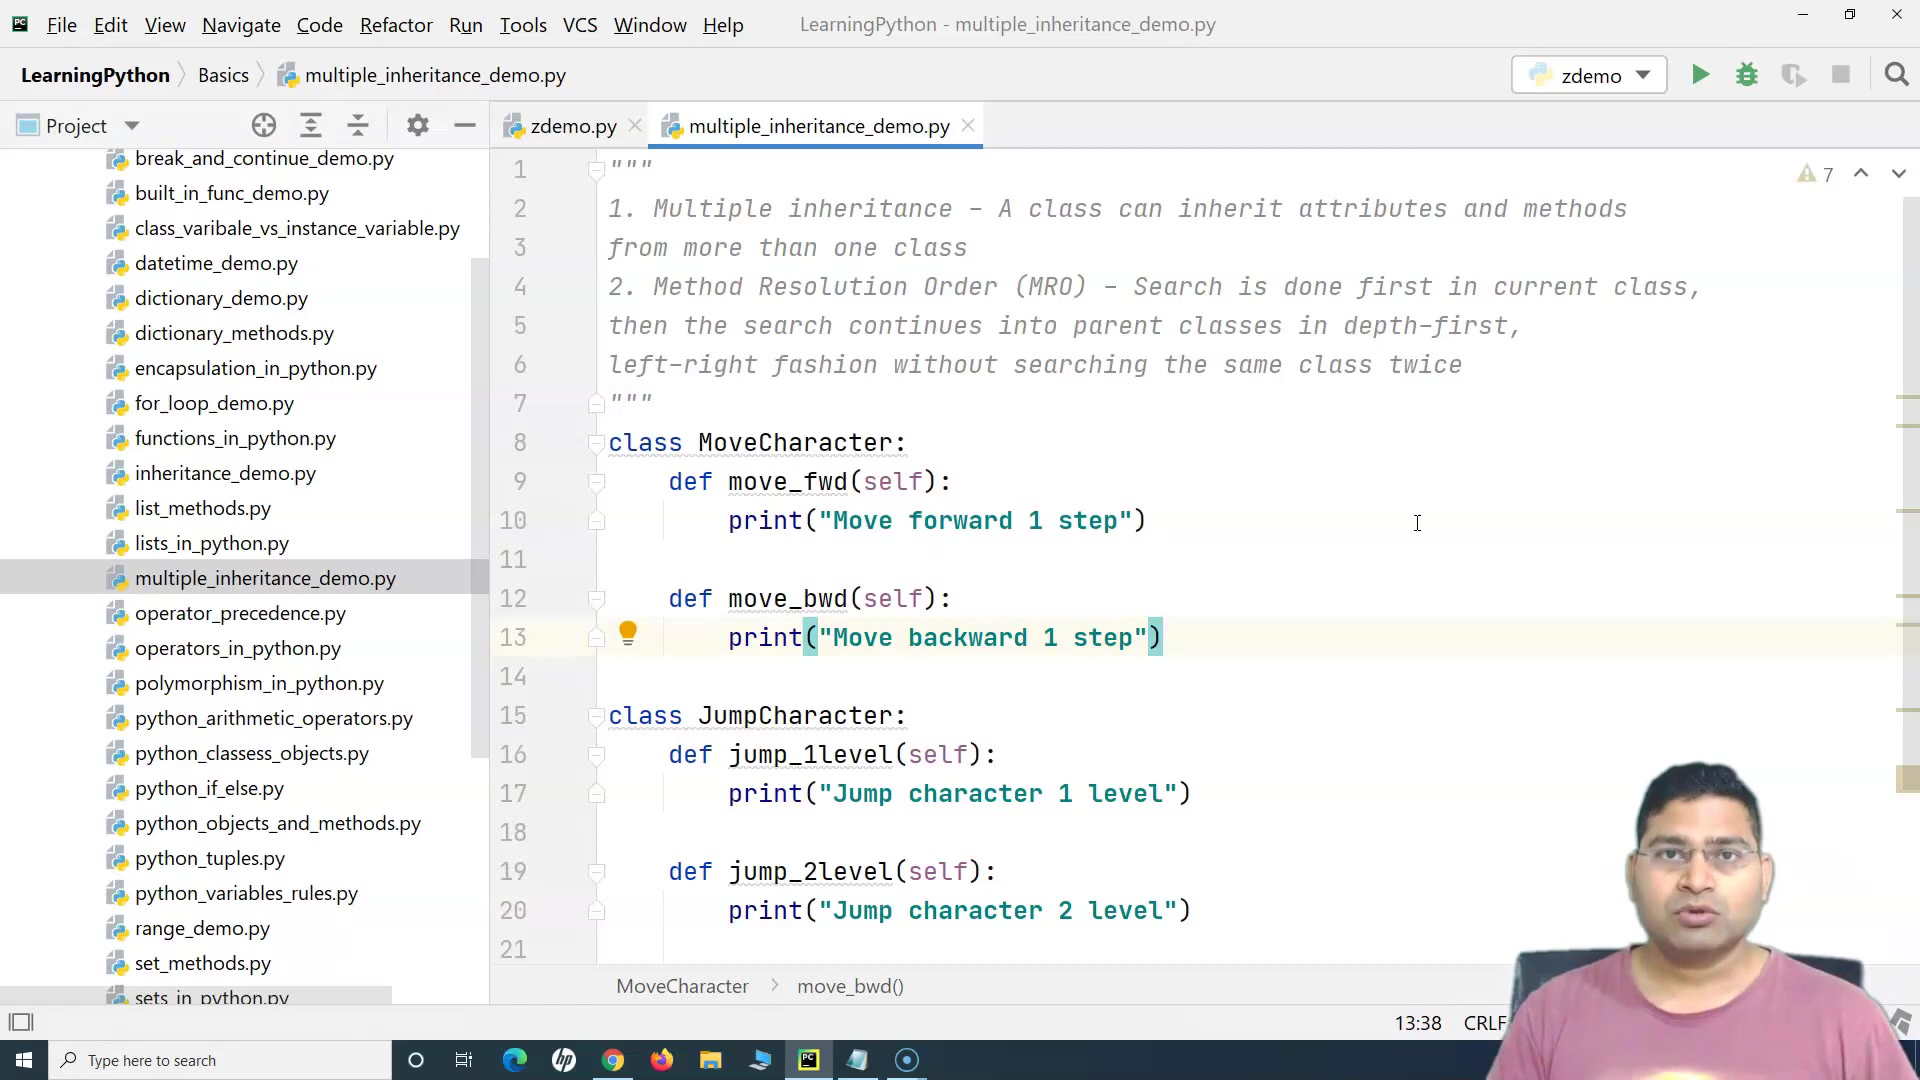 File Edit View Navigate Code Refactor Run Tools VCS Window Help LearningPython - multiple_inheritance_demo.py
LearningPython Basics multiple_inheritance_demo.py zdemo
Project
zdemo.py
multiple_inheritance_demo.py
break_and_continue_demo.py
built_in_func_demo.py
class_varibale_vs_instance_variable.py
datetime_demo.py
dictionary_demo.py
dictionary_methods.py
encapsulation_in_python.py
for_loop_demo.py
functions_in_python.py
inheritance_demo.py
list_methods.py
lists_in_python.py
multiple_inheritance_demo.py
operator_precedence.py
operators_in_python.py
polymorphism_in_python.py
python_arithmetic_operators.py
python_classess_objects.py
python_if_else.py
python_objects_and_methods.py
python_tuples.py
python_variables_rules.py
range_demo.py
set_methods.py
sets_in_python.py
7
1 """
2 1. Multiple inheritance - A class can inherit attributes and methods
3 from more than one class
4 2. Method Resolution Order (MRO) - Search is done first in current class,
5 then the search continues into parent classes in depth-first,
6 left-right fashion without searching the same class twice
7 """
8 class MoveCharacter:
9 def move_fwd(self):
10 print("Move forward 1 step")
11
12 def move_bwd(self):
13 print("Move backward 1 step")
14
15 class JumpCharacter:
16 def jump_1level(self):
17 print("Jump character 1 level")
18
19 def jump_2level(self):
20 print("Jump character 2 level")
21
MoveCharacter move_bwd()
13:38 CRLF
Type here to search
hp
PC